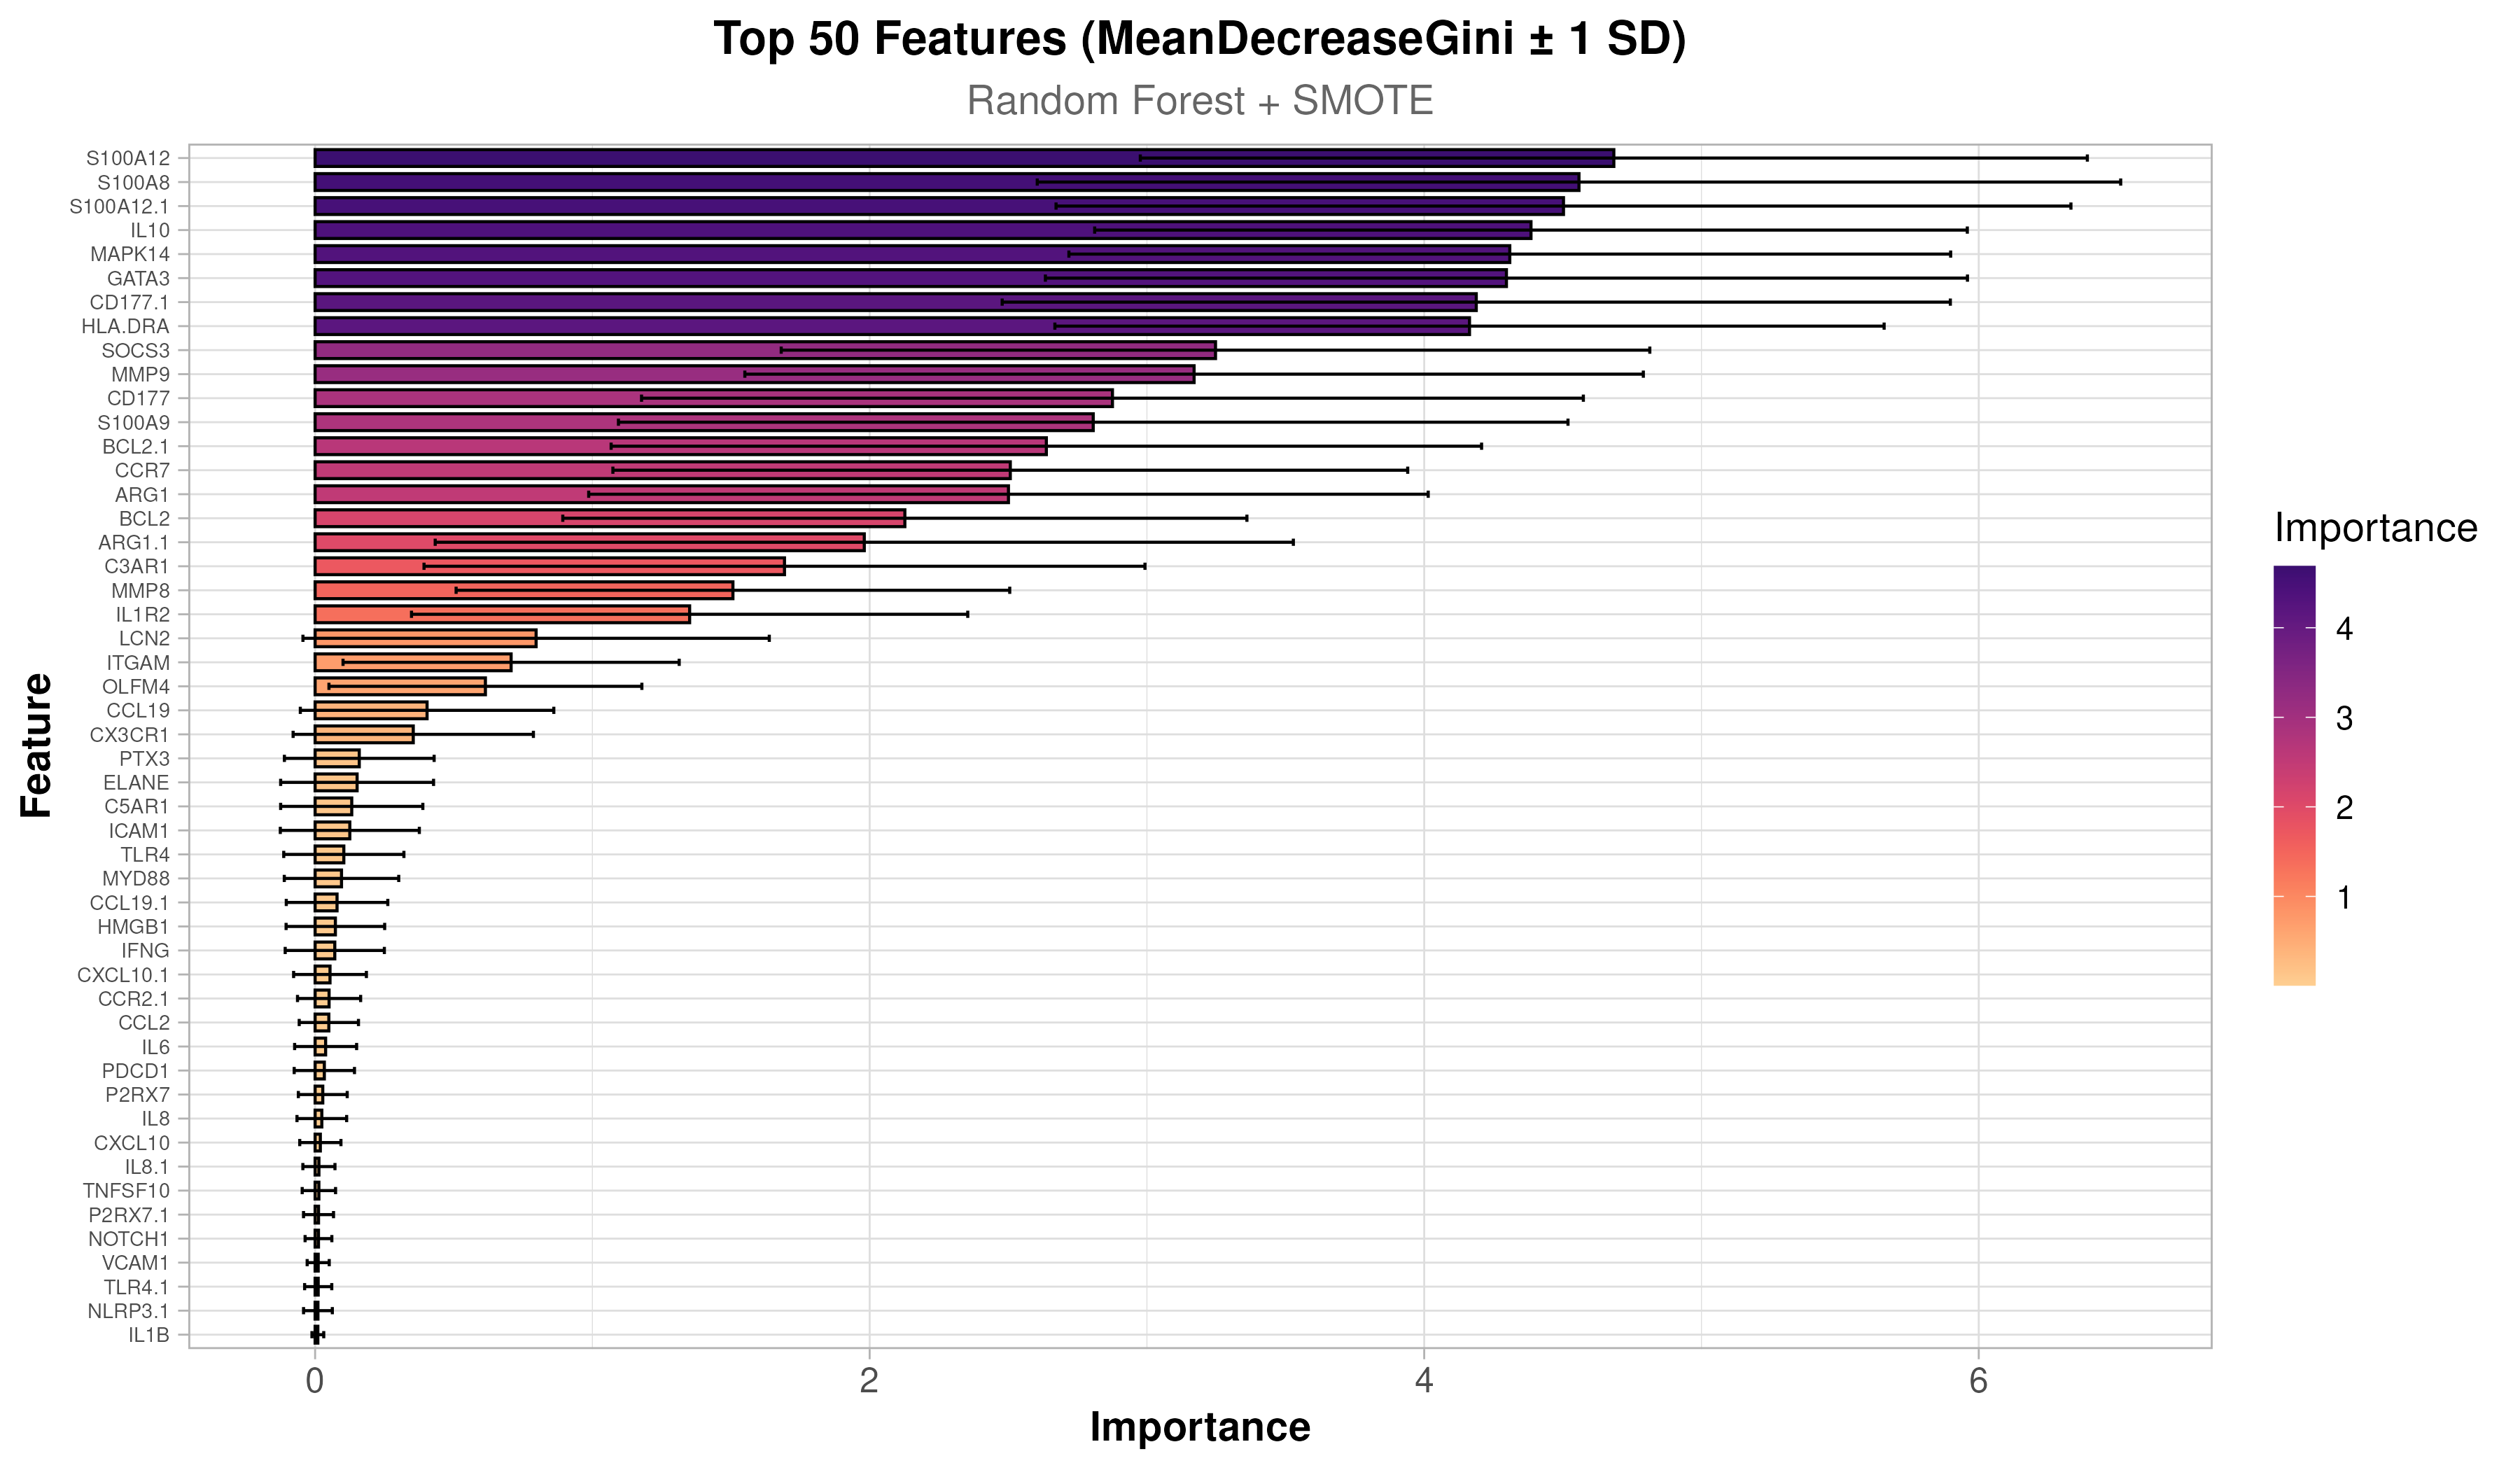 Top 50 Features (MeanDecreaseGini ± 1 SD)
Random Forest + SMOTE
Feature
S100A12
S100A8
S100A12.1
IL10
MAPK14
GATA3
CD177.1
HLA.DRA
SOCS3
MMP9
CD177
S100A9
BCL2.1
CCR7
ARG1
BCL2
ARG1.1
C3AR1
MMP8
IL1R2
LCN2
ITGAM
OLFM4
CCL19
CX3CR1
PTX3
ELANE
C5AR1
ICAM1
TLR4
MYD88
CCL19.1
HMGB1
IFNG
CXCL10.1
CCR2.1
CCL2
IL6
PDCD1
P2RX7
IL8
CXCL10
IL8.1
TNFSF10
P2RX7.1
NOTCH1
VCAM1
TLR4.1
NLRP3.1
IL1B
0 2 4 6
Importance
Importance
4
3
2
1